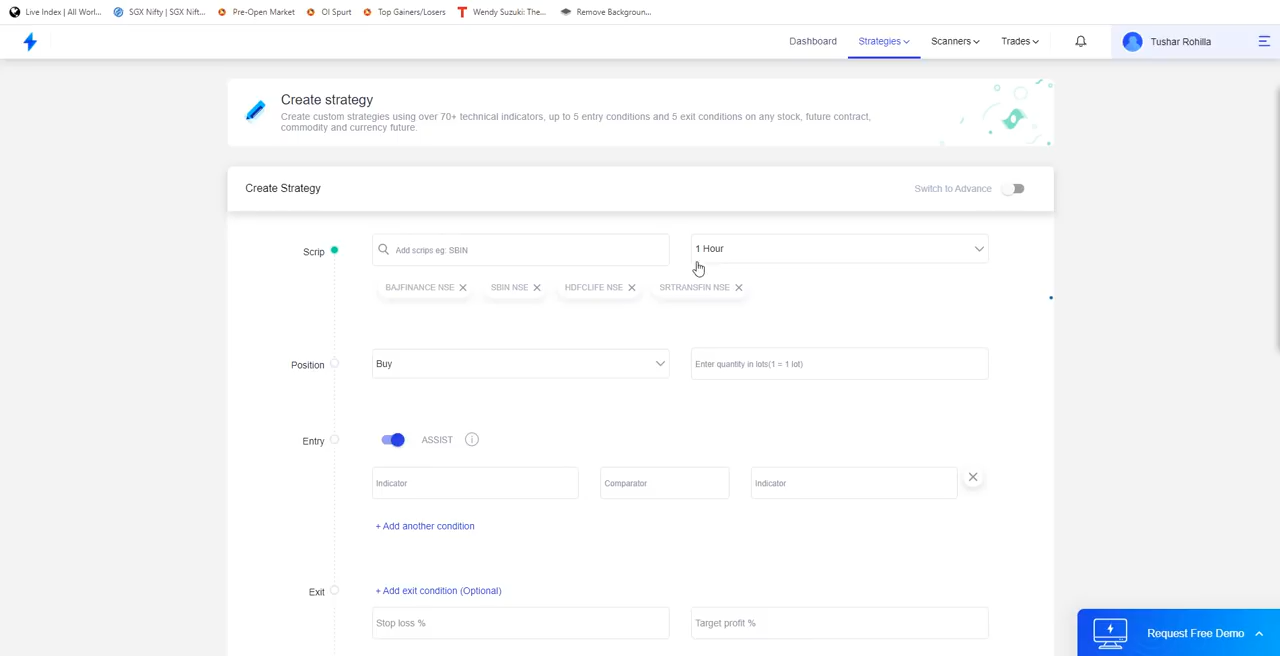 Live Index | All Worl... SGX Nifty | SGX Nift... Pre-Open Market OI Spurt Top Gainers/Losers Wendy Suzuki: The... Remove Backgroun...
Dashboard Strategies Scanners Trades Tushar Rohilla
Create strategy
Create custom strategies using over 70+ technical indicators, up to 5 entry conditions and 5 exit conditions on any stock, future contract,
commodity and currency future.
Create Strategy Switch to Advance
Scrip Add scrips eg: SBIN 1 Hour
BAJFINANCE NSE SBIN NSE HDFCLIFE NSE SRTRANSFIN NSE
Position Buy Enter quantity in lots(1 = 1 lot)
Entry ASSIST
Indicator Comparator Indicator
+ Add another condition
Exit + Add exit condition (Optional)
Stop loss % Target profit %
Request Free Demo